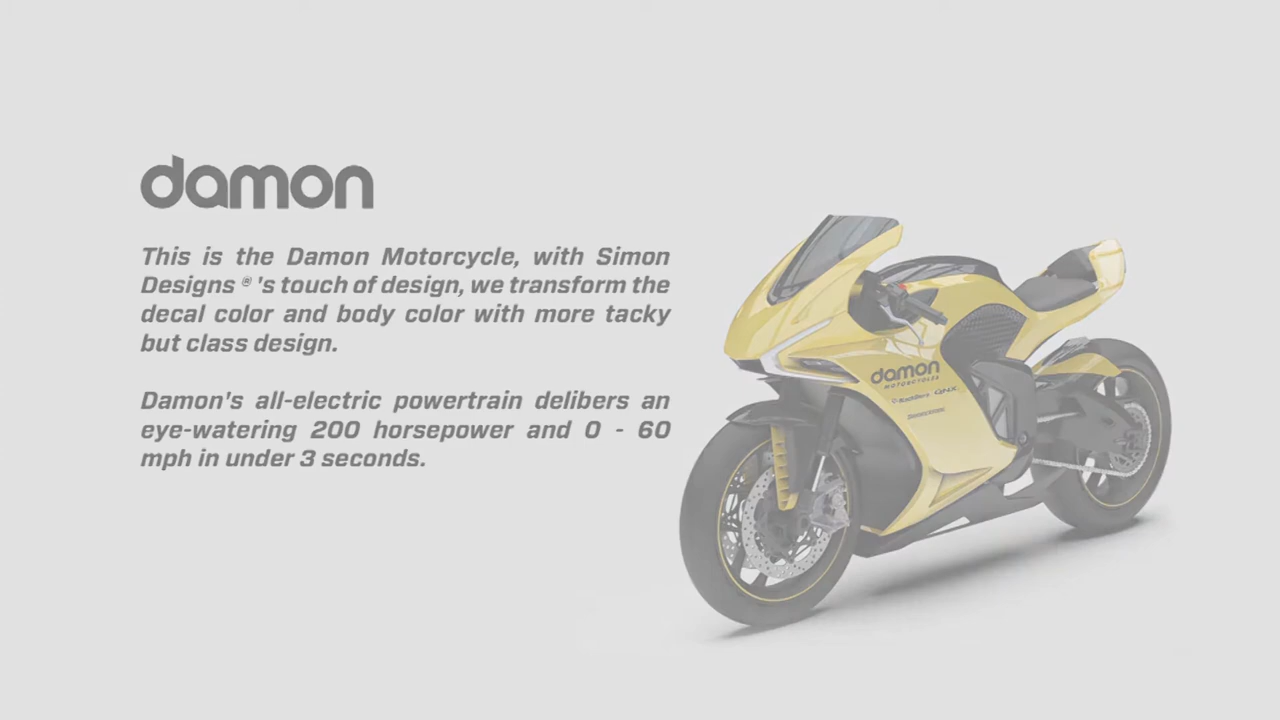 damon
This is the Damon Motorcycle, with Simon
Designs ®'s touch of design, we transform the
decal color and body color with more tacky
but class design.
Damon's all-electric powertrain delibers an
eye-watering 200 horsepower and 0 - 60
mph in under 3 seconds.
damon
MOTORCYCLES
BlackBerry QNX